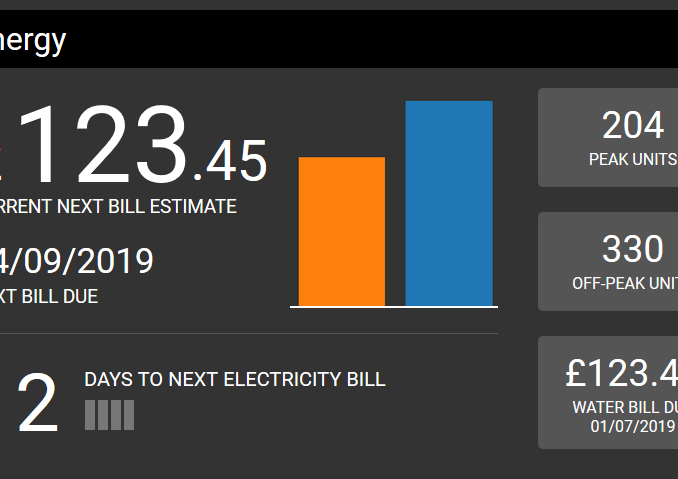 nergy
123.45
RRENT NEXT BILL ESTIMATE
4/09/2019
XT BILL DUE
2
DAYS TO NEXT ELECTRICITY BILL
204
PEAK UNITS
330
OFF-PEAK UNIT
£123.4
WATER BILL DU
01/07/2019